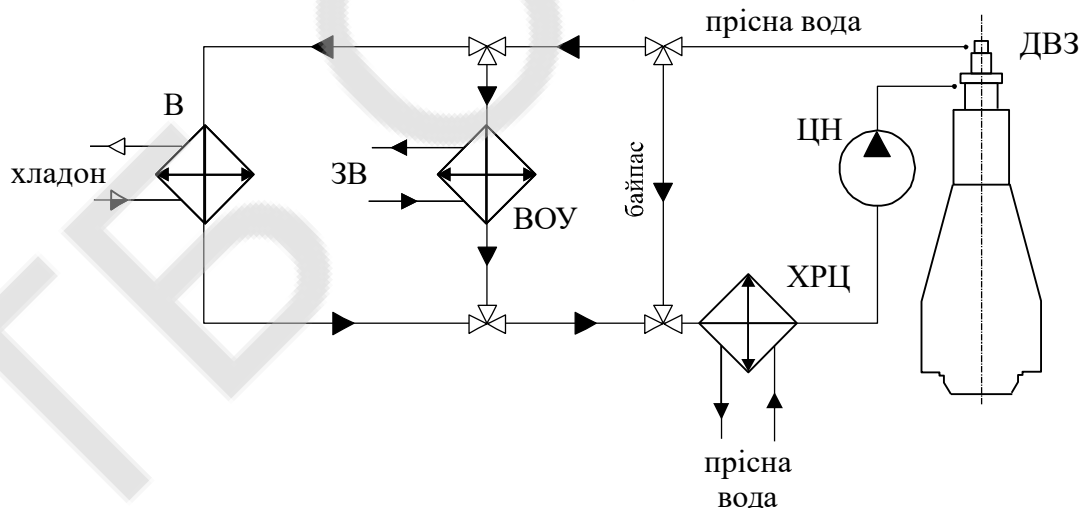 прісна вода
ДВЗ
В
ЦН
хладон
ЗВ
байпас
ВОУ
ХРЦ
прісна
вода